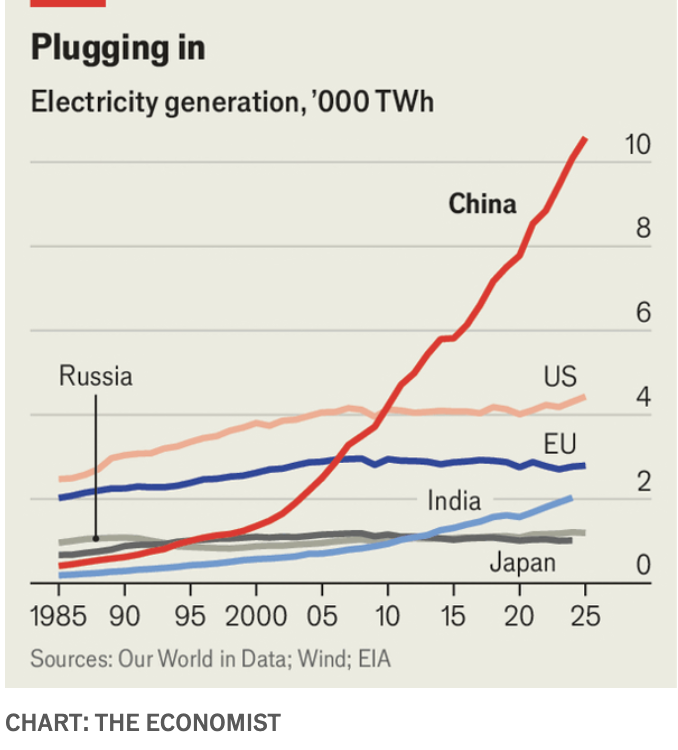 Plugging in
Electricity generation, ’000 TWh
10
China
8
6
Russia
US
4
EU
India
2
Japan
0
1985 90 95 2000 05 10 15 20 25
Sources: Our World in Data; Wind; EIA
CHART: THE ECONOMIST